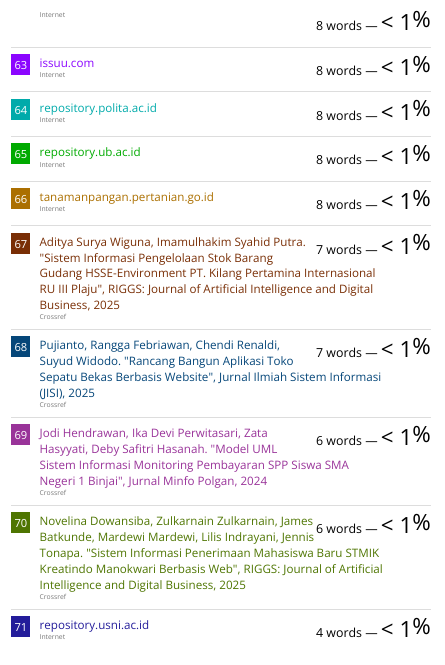 Internet
8 words — < 1%
63 issuu.com 8 words — < 1%
Internet
64 repository.polita.ac.id 8 words — < 1%
Internet
65 repository.ub.ac.id 8 words — < 1%
Internet
66 tanamanpangan.pertanian.go.id 8 words — < 1%
Internet
67 Aditya Surya Wiguna, Imamulhakim Syahid Putra. 7 words — < 1%
"Sistem Informasi Pengelolaan Stok Barang
Gudang HSSE-Environment PT. Kilang Pertamina Internasional
RU III Plaju", RIGGS: Journal of Artificial Intelligence and Digital
Business, 2025
Crossref
68 Pujianto, Rangga Febriawan, Chendi Renaldi, 7 words — < 1%
Suyud Widodo. "Rancang Bangun Aplikasi Toko
Sepatu Bekas Berbasis Website", Jurnal Ilmiah Sistem Informasi
(JISI), 2025
Crossref
69 Jodi Hendrawan, Ika Devi Perwitasari, Zata 6 words — < 1%
Hasyyati, Deby Safitri Hasanah. "Model UML
Sistem Informasi Monitoring Pembayaran SPP Siswa SMA
Negeri 1 Binjai", Jurnal Minfo Polgan, 2024
Crossref
70 Novelina Dowansiba, Zulkarnain Zulkarnain, James 6 words — < 1%
Batkunde, Mardewi Mardewi, Lilis Indrayani, Jennis
Tonapa. "Sistem Informasi Penerimaan Mahasiswa Baru STMIK
Kreatindo Manokwari Berbasis Web", RIGGS: Journal of Artificial
Intelligence and Digital Business, 2025
Crossref
71 repository.usni.ac.id 4 words — < 1%
Internet